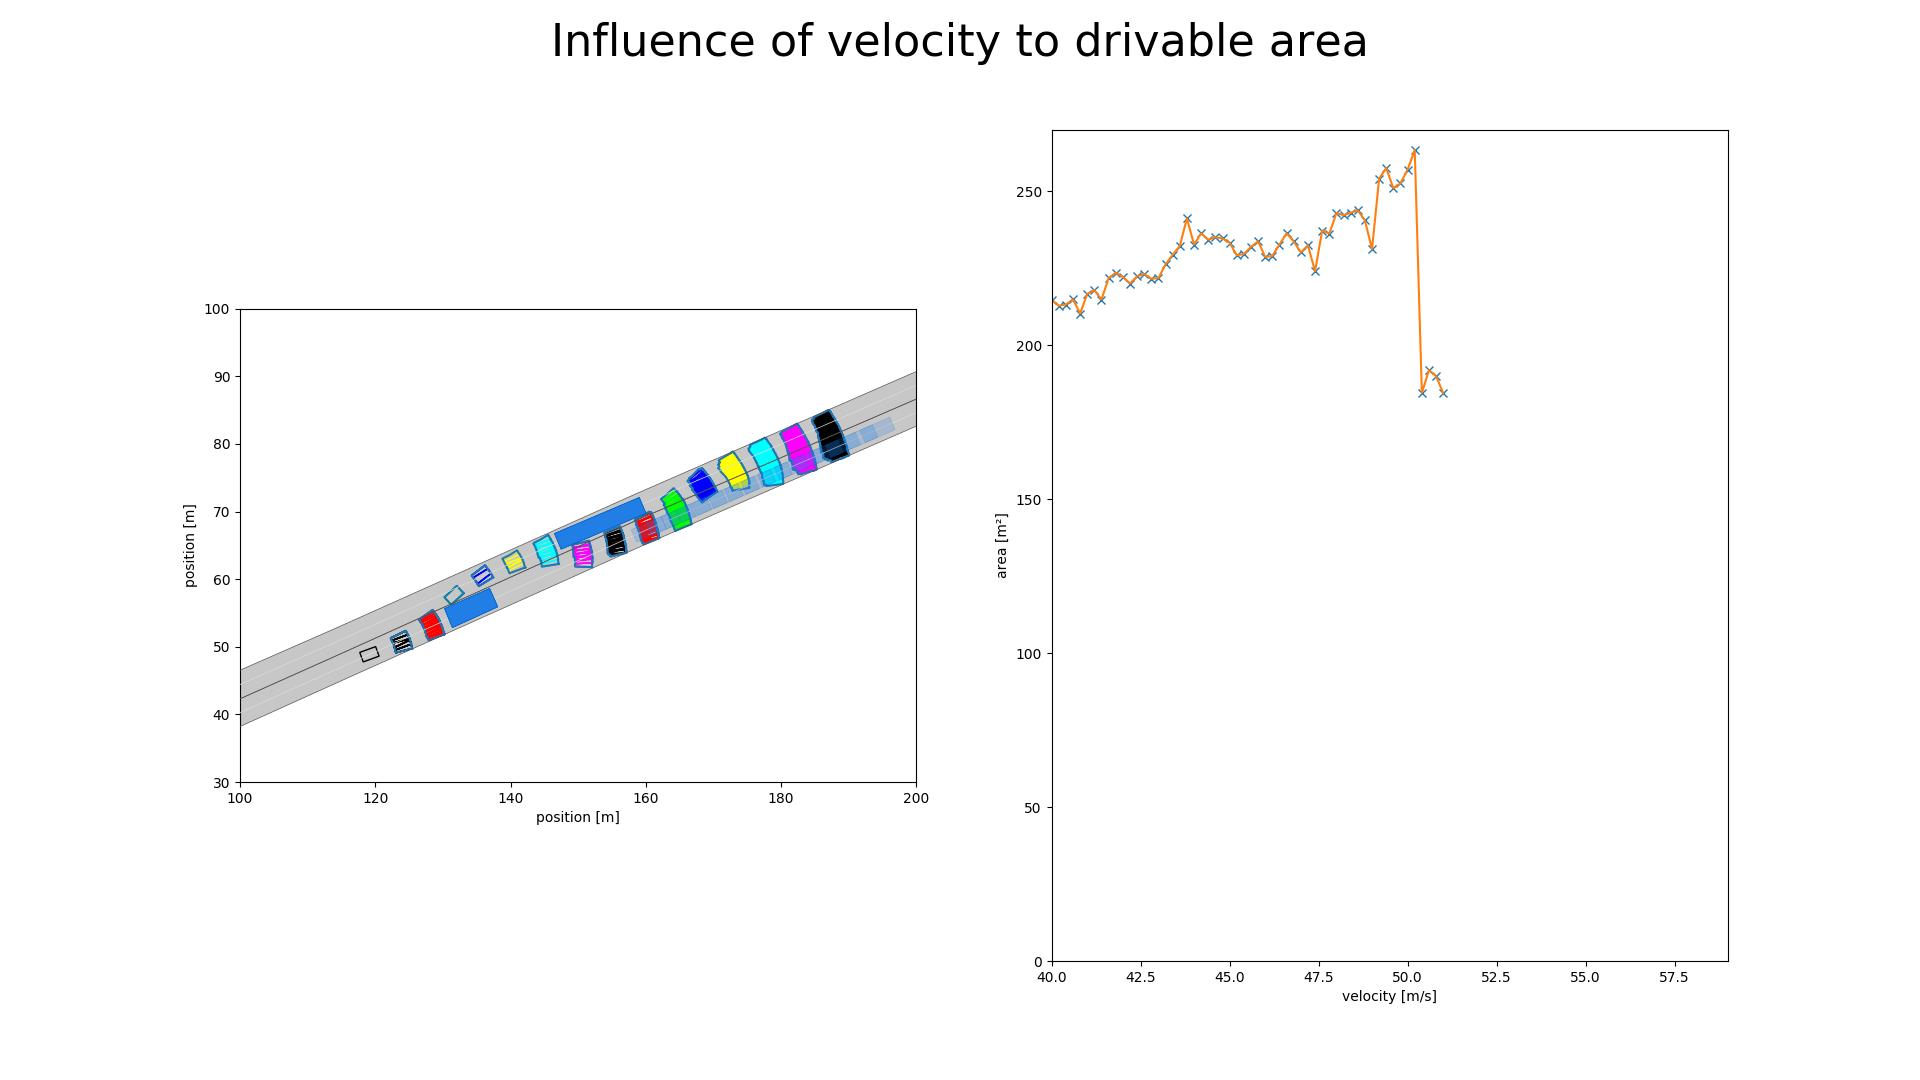 Influence of velocity to drivable area
100
90
80
70
60
50
40
30
position [m]
100 120 140 160 180 200
position [m]
250
200
150
100
50
0
area [m²]
40.0 42.5 45.0 47.5 50.0 52.5 55.0 57.5
velocity [m/s]